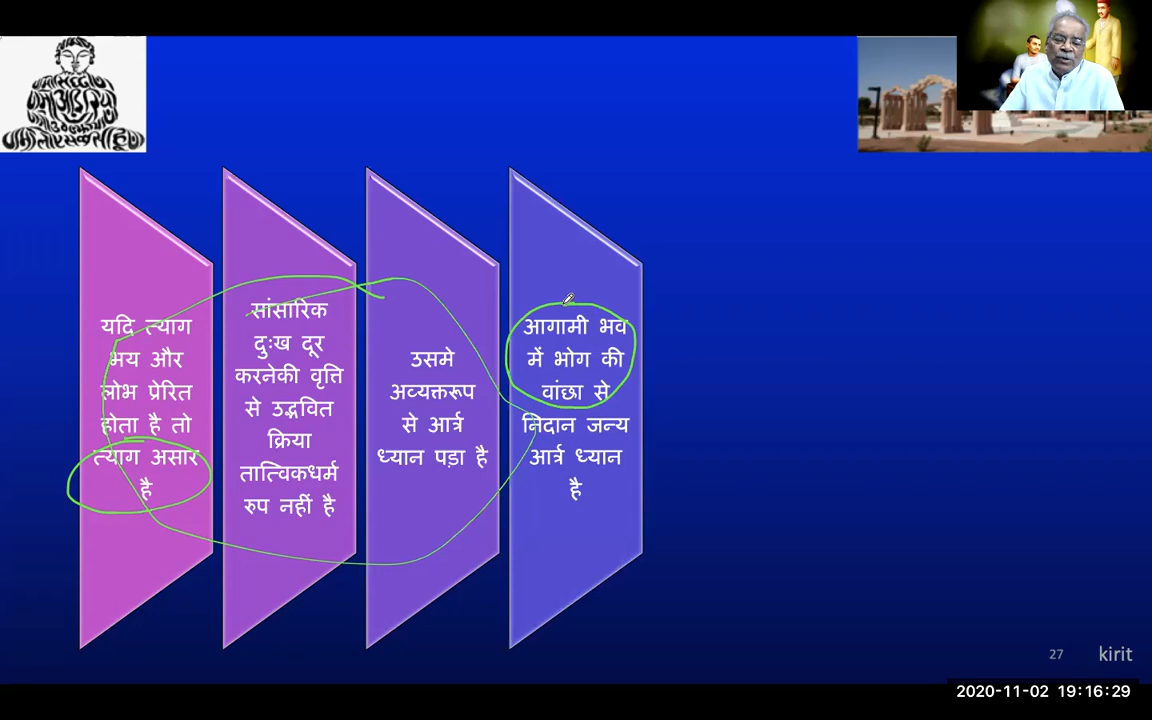 यदि त्याग
भय और
लोभ प्रेरित
होता है तो
त्याग असार
है
सांसारिक
दुःख दूर
करनेकी वृत्ति
से उद्भवित
क्रिया
तात्विकधर्म
रुप नहीं है
उसमे
अव्यक्तरूप
से आर्त्र
ध्यान पड़ा है
आगामी भव
में भोग की
वांछा से
निदान जन्य
आर्त्र ध्यान
है
27
kirit
2020-11-02 19:16:29